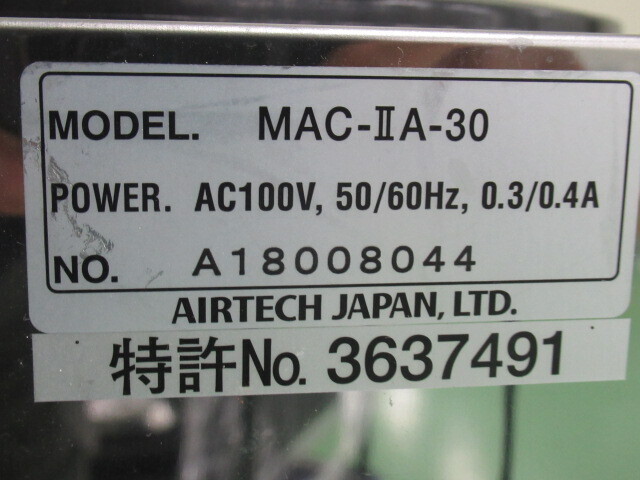 MODEL. MAC-ⅡA-30
POWER. AC100V, 50/60Hz, 0.3/0.4A
NO. A18008044
AIRTECH JAPAN, LTD.
特許No. 3637491